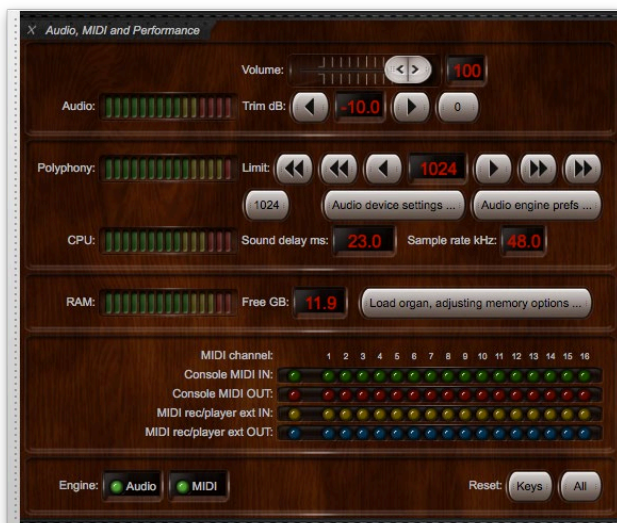 X Audio, MIDI and Performance
Volume: 100
Audio: Trim dB: -10.0 0
Polyphony: Limit: 1024
1024 Audio device settings ... Audio engine prefs ...
CPU: Sound delay ms: 23.0 Sample rate kHz: 48.0
RAM: Free GB: 11.9 Load organ, adjusting memory options ...
MIDI channel: 1 2 3 4 5 6 7 8 9 10 11 12 13 14 15 16
Console MIDI IN:
Console MIDI OUT:
MIDI rec/player ext IN:
MIDI rec/player ext OUT:
Engine: Audio MIDI Reset: Keys All